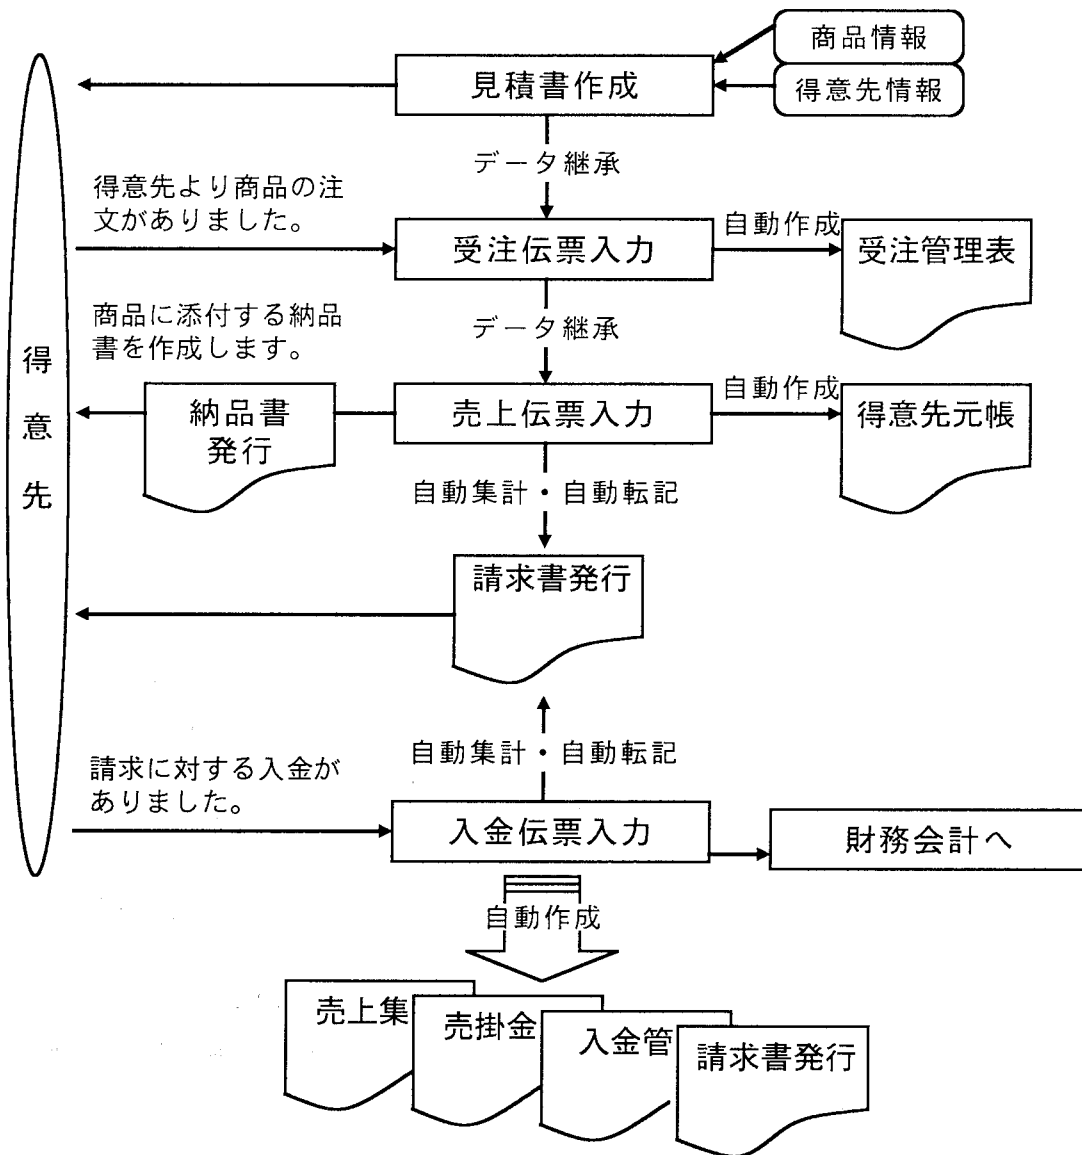 商品情報
見積書作成
得意先情報
データ継承
得意先より商品の注
文がありました。
自動作成
受注伝票入力
受注管理表
商品に添付する納品
書を作成します。
データ継承
得意先
自動作成
納品書
発行
売上伝票入力
得意先元帳
自動集計・自動転記
請求書発行
自動集計・自動転記
請求に対する入金が
ありました。
入金伝票入力
財務会計へ
自動作成
売上集
売掛金
入金管
請求書発行